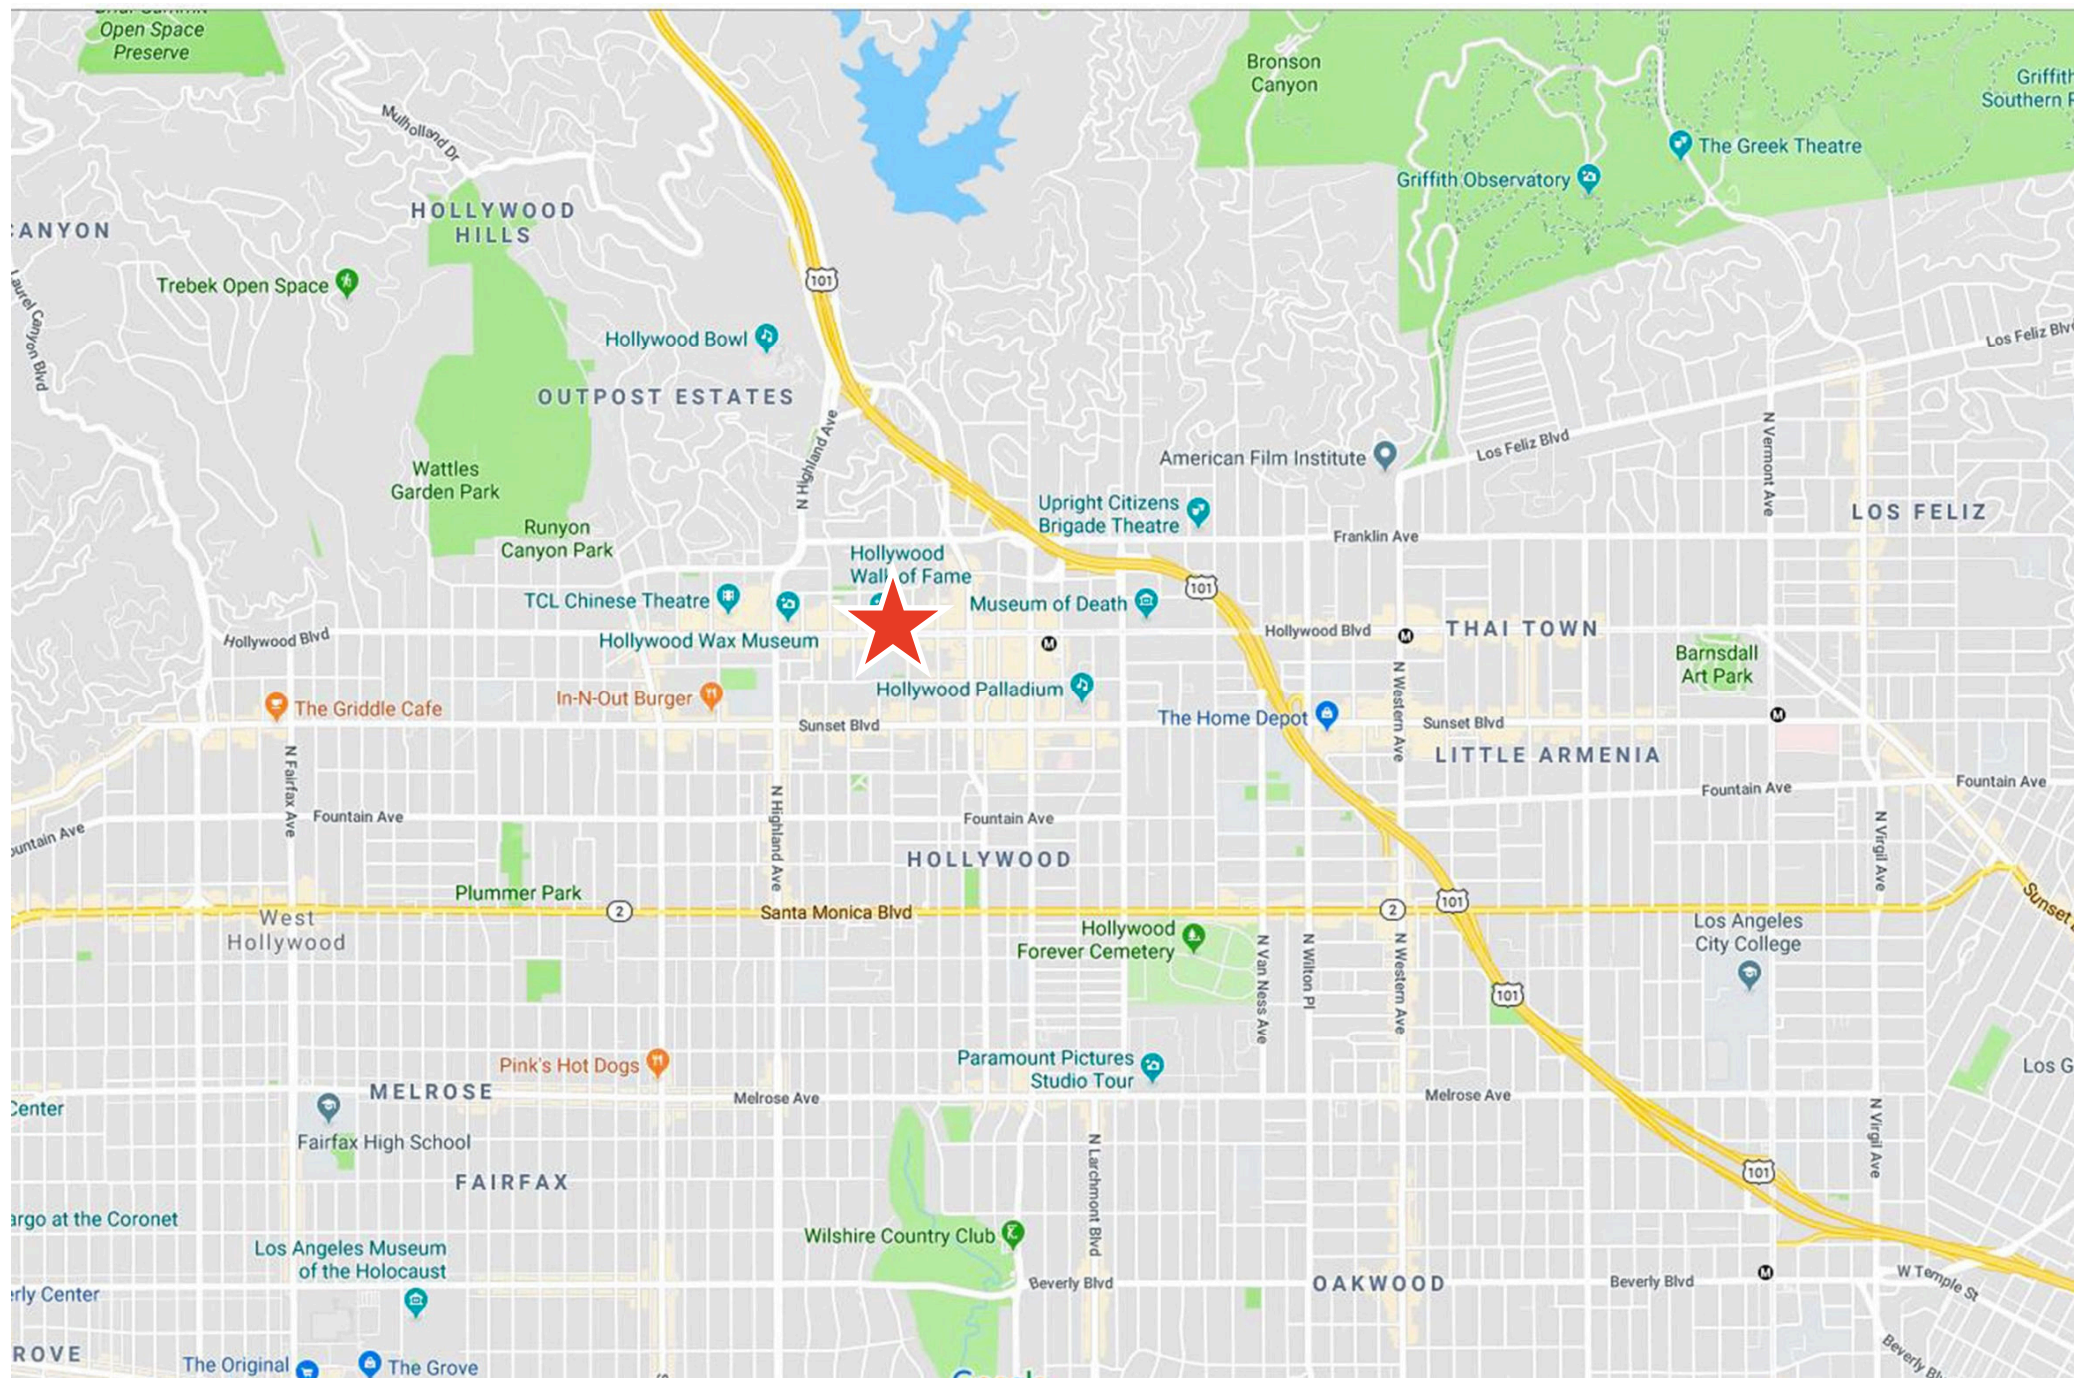 Open Space
Preserve
Bronson
Canyon
Griffith
Southern
Mulholland Dr
The Greek Theatre
Griffith Observatory
HOLLYWOOD
HILLS
CANYON
Trebek Open Space
101
Laurel Canyon Blvd
Hollywood Bowl
Los Feliz Blvd
OUTPOST ESTATES
N Highland Ave
N Vermont Ave
American Film Institute
Los Feliz Blvd
Wattles
Garden Park
Upright Citizens
Brigade Theatre
LOS FELIZ
Runyon
Canyon Park
Franklin Ave
Hollywood
Walk of Fame
101
TCL Chinese Theatre
Museum of Death
Hollywood Blvd
Hollywood Wax Museum
M
Hollywood Blvd
M
THAI TOWN
Barnsdall
Art Park
The Griddle Cafe
In-N-Out Burger
Hollywood Palladium
N Western Ave
Sunset Blvd
The Home Depot
Sunset Blvd
M
LITTLE ARMENIA
N Fairfax Ave
N Highland Ave
Fountain Ave
Fountain Ave
Fountain Ave
Fountain Ave
Fountain Ave
N Virgil Ave
HOLLYWOOD
Plummer Park
West
Hollywood
2
Santa Monica Blvd
2
101
Sunset
Los Angeles
City College
Hollywood
Forever Cemetery
N Van Ness Ave
N Wilton Pl
N Western Ave
101
Pink's Hot Dogs
Paramount Pictures
Studio Tour
Los G
MELROSE
Melrose Ave
Melrose Ave
Center
Fairfax High School
N Larchmont Blvd
N Virgil Ave
FAIRFAX
101
argo at the Coronet
Los Angeles Museum
of the Holocaust
Wilshire Country Club
erly Center
Beverly Blvd
OAKWOOD
Beverly Blvd
M
W Temple St
ROVE
The Original
The Grove
Beverly Bl